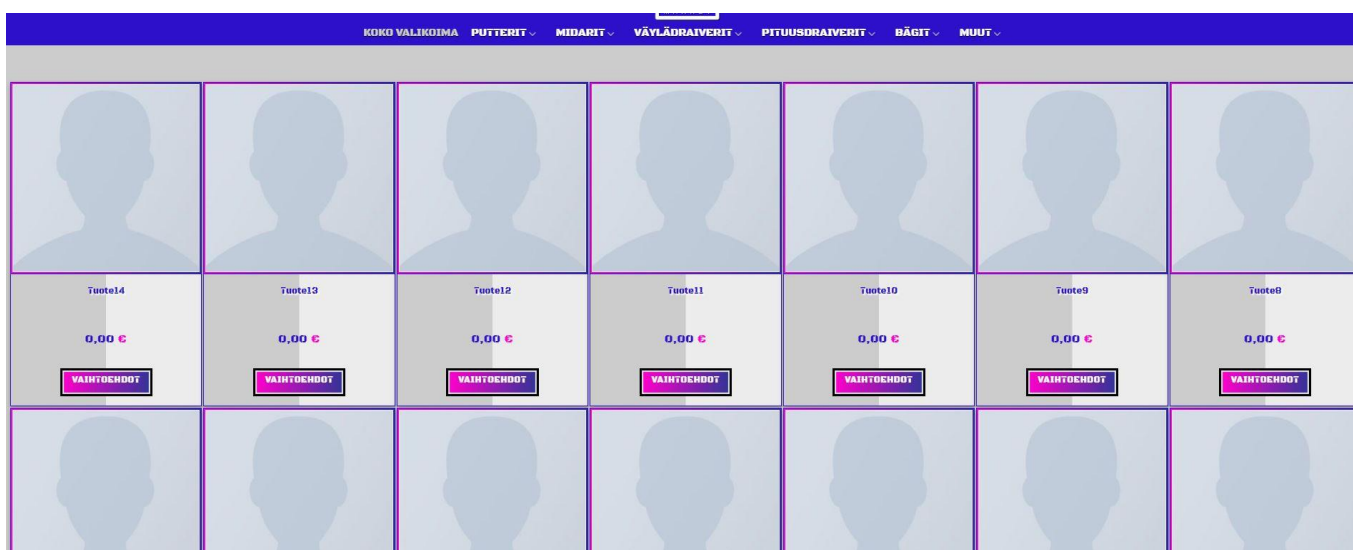 KOKO VALIKOIMA PUTTERIT MIDARIT VÄYLÄDRAIVERIT PITUUSDRAIVERIT BÄGIT MUUT
Tuote14 Tuote13 Tuote12 Tuote11 Tuote10 Tuote9 Tuote8
0,00 € 0,00 € 0,00 € 0,00 € 0,00 € 0,00 € 0,00 €
VAIHTOEHDOT VAIHTOEHDOT VAIHTOEHDOT VAIHTOEHDOT VAIHTOEHDOT VAIHTOEHDOT VAIHTOEHDOT